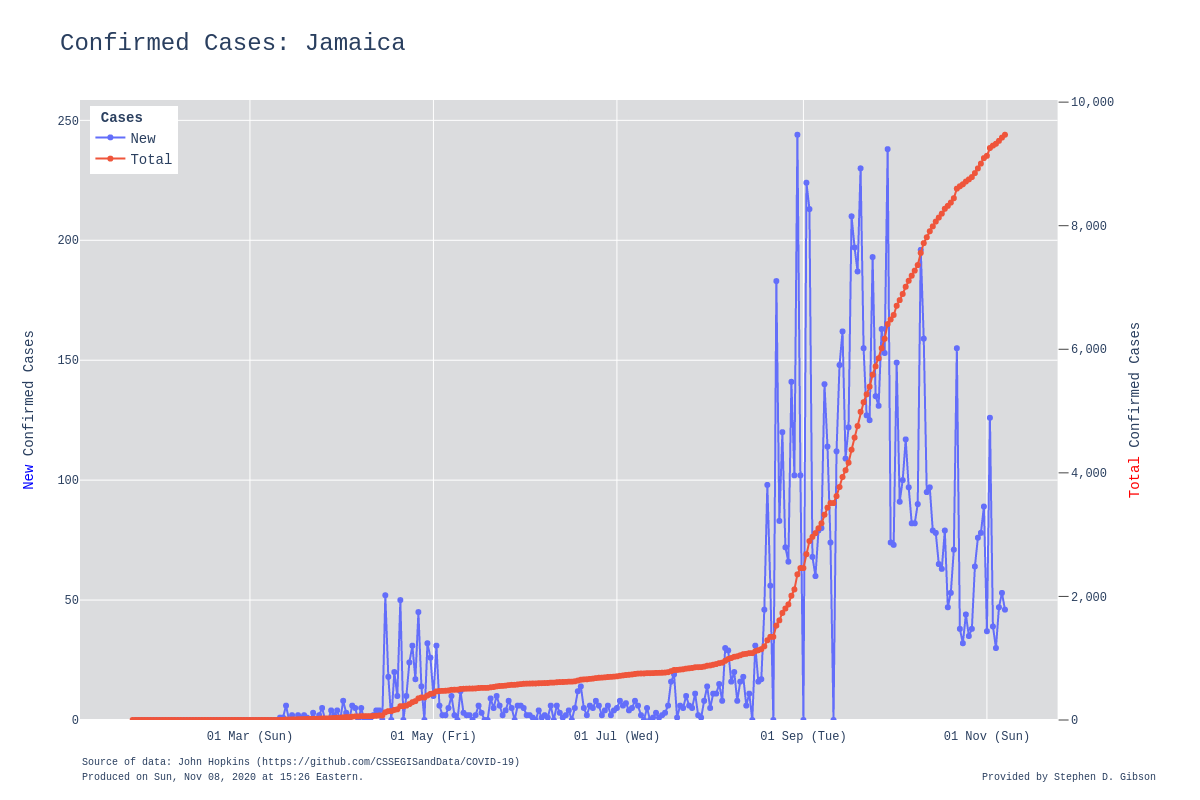 Confirmed Cases: Jamaica
Cases
New
Total
250
200
150
100
50
0
10,000
8,000
6,000
4,000
2,000
0
New Confirmed Cases
Total Confirmed Cases
01 Mar (Sun)
01 May (Fri)
01 Jul (Wed)
01 Sep (Tue)
01 Nov (Sun)
Source of data: John Hopkins (https://github.com/CSSEGISandData/COVID-19)
Produced on Sun, Nov 08, 2020 at 15:26 Eastern.
Provided by Stephen D. Gibson